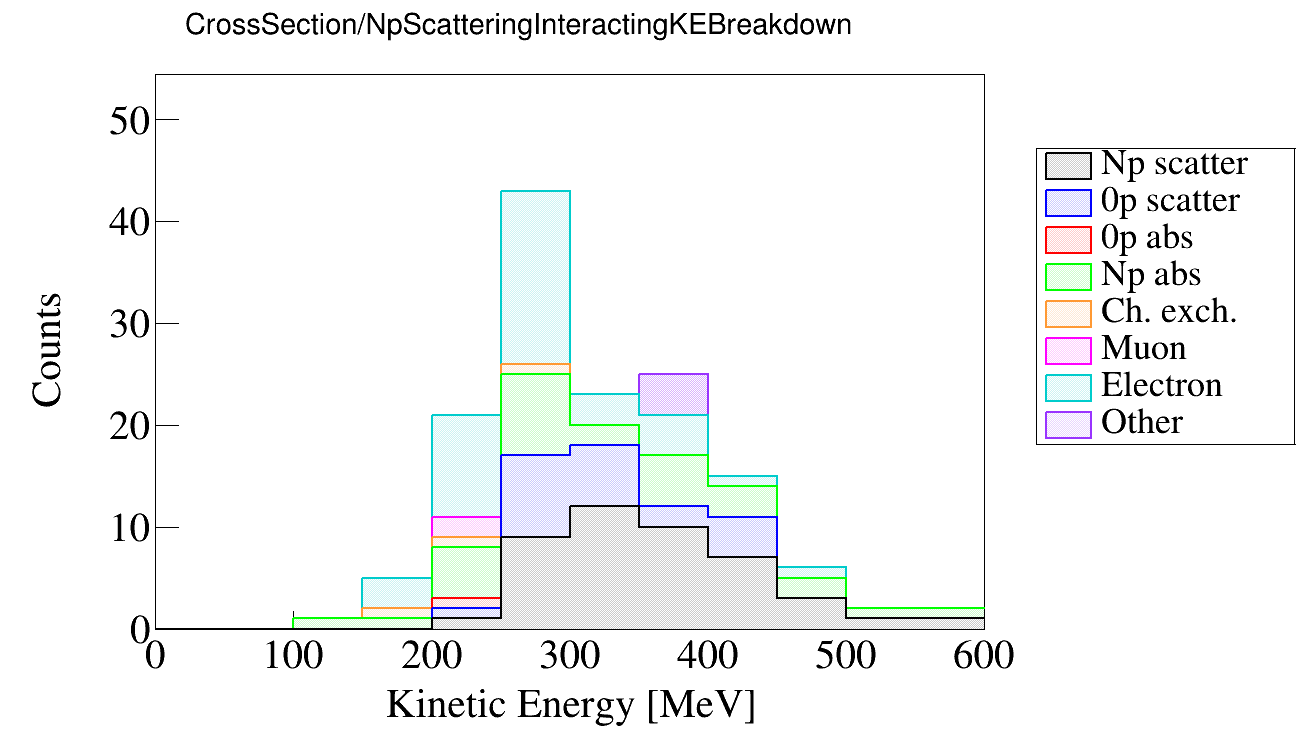 CrossSection/NpScatteringInteractingKEBreakdown
50
40
30
20
10
0
Counts
0 100 200 300 400 500 600
Kinetic Energy [MeV]
Np scatter
0p scatter
0p abs
Np abs
Ch. exch.
Muon
Electron
Other